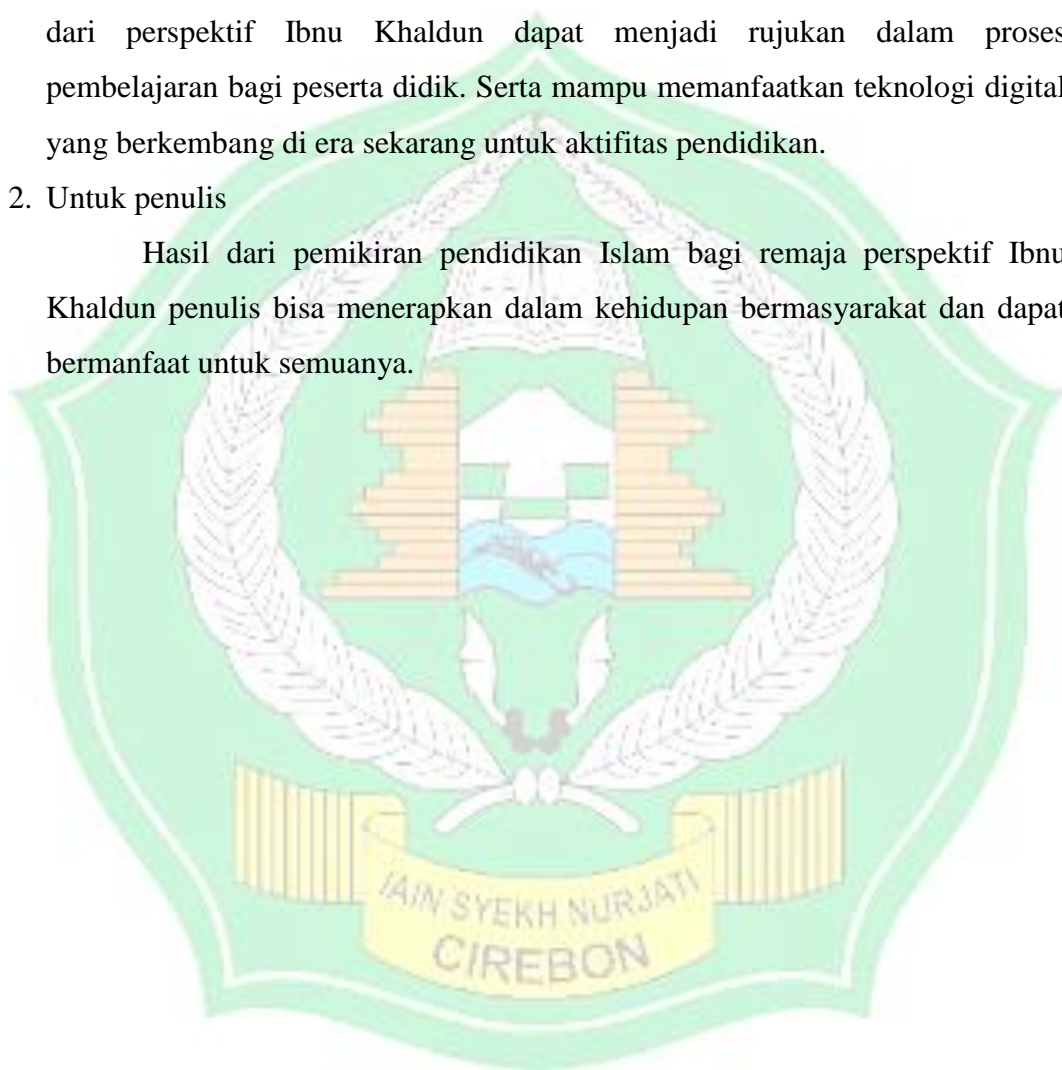 dari perspektif Ibnu Khaldun dapat menjadi rujukan dalam proses
pembelajaran bagi peserta didik. Serta mampu memanfaatkan teknologi digital
yang berkembang di era sekarang untuk aktifitas pendidikan.
2. Untuk penulis
Hasil dari pemikiran pendidikan Islam bagi remaja perspektif Ibnu
Khaldun penulis bisa menerapkan dalam kehidupan bermasyarakat dan dapat
bermanfaat untuk semuanya.
IAIN SYEKH NURJATI
CIREBON